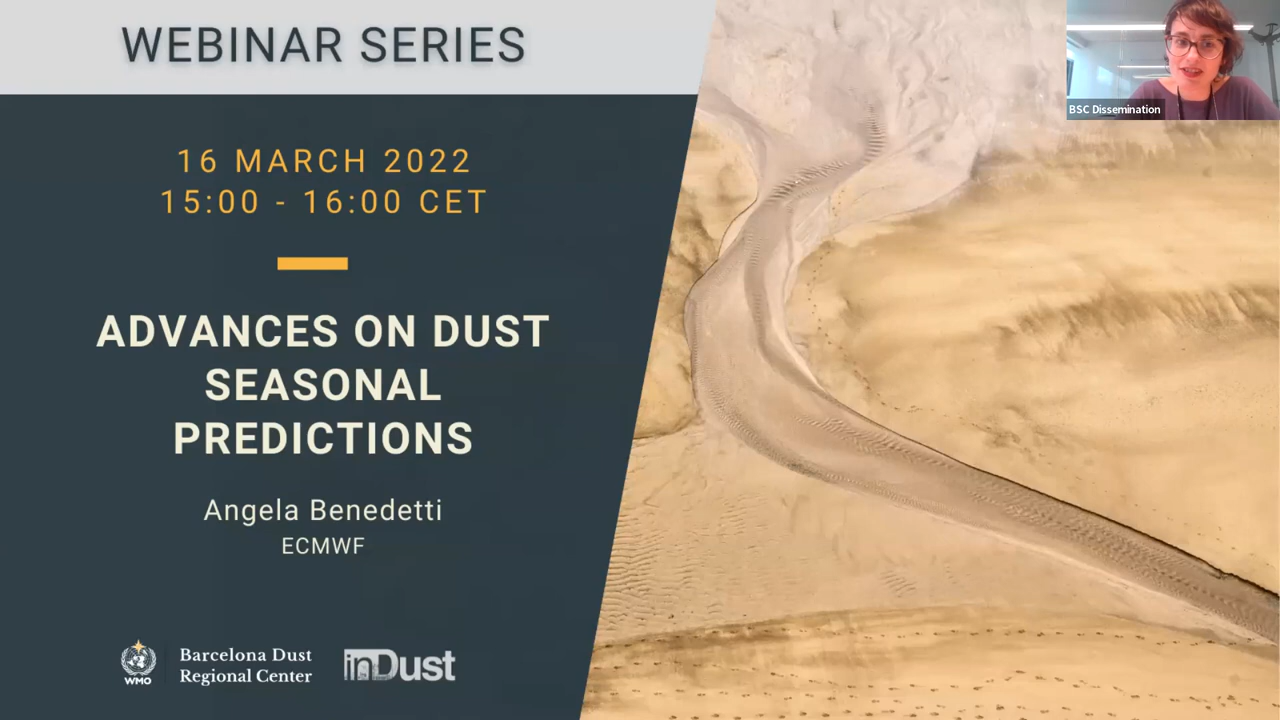 WEBINAR SERIES
16 MARCH 2022
15:00 - 16:00 CET
ADVANCES ON DUST
SEASONAL
PREDICTIONS
Angela Benedetti
ECMWF
WMO
Barcelona Dust
Regional Center
inDust
BSC Dissemination